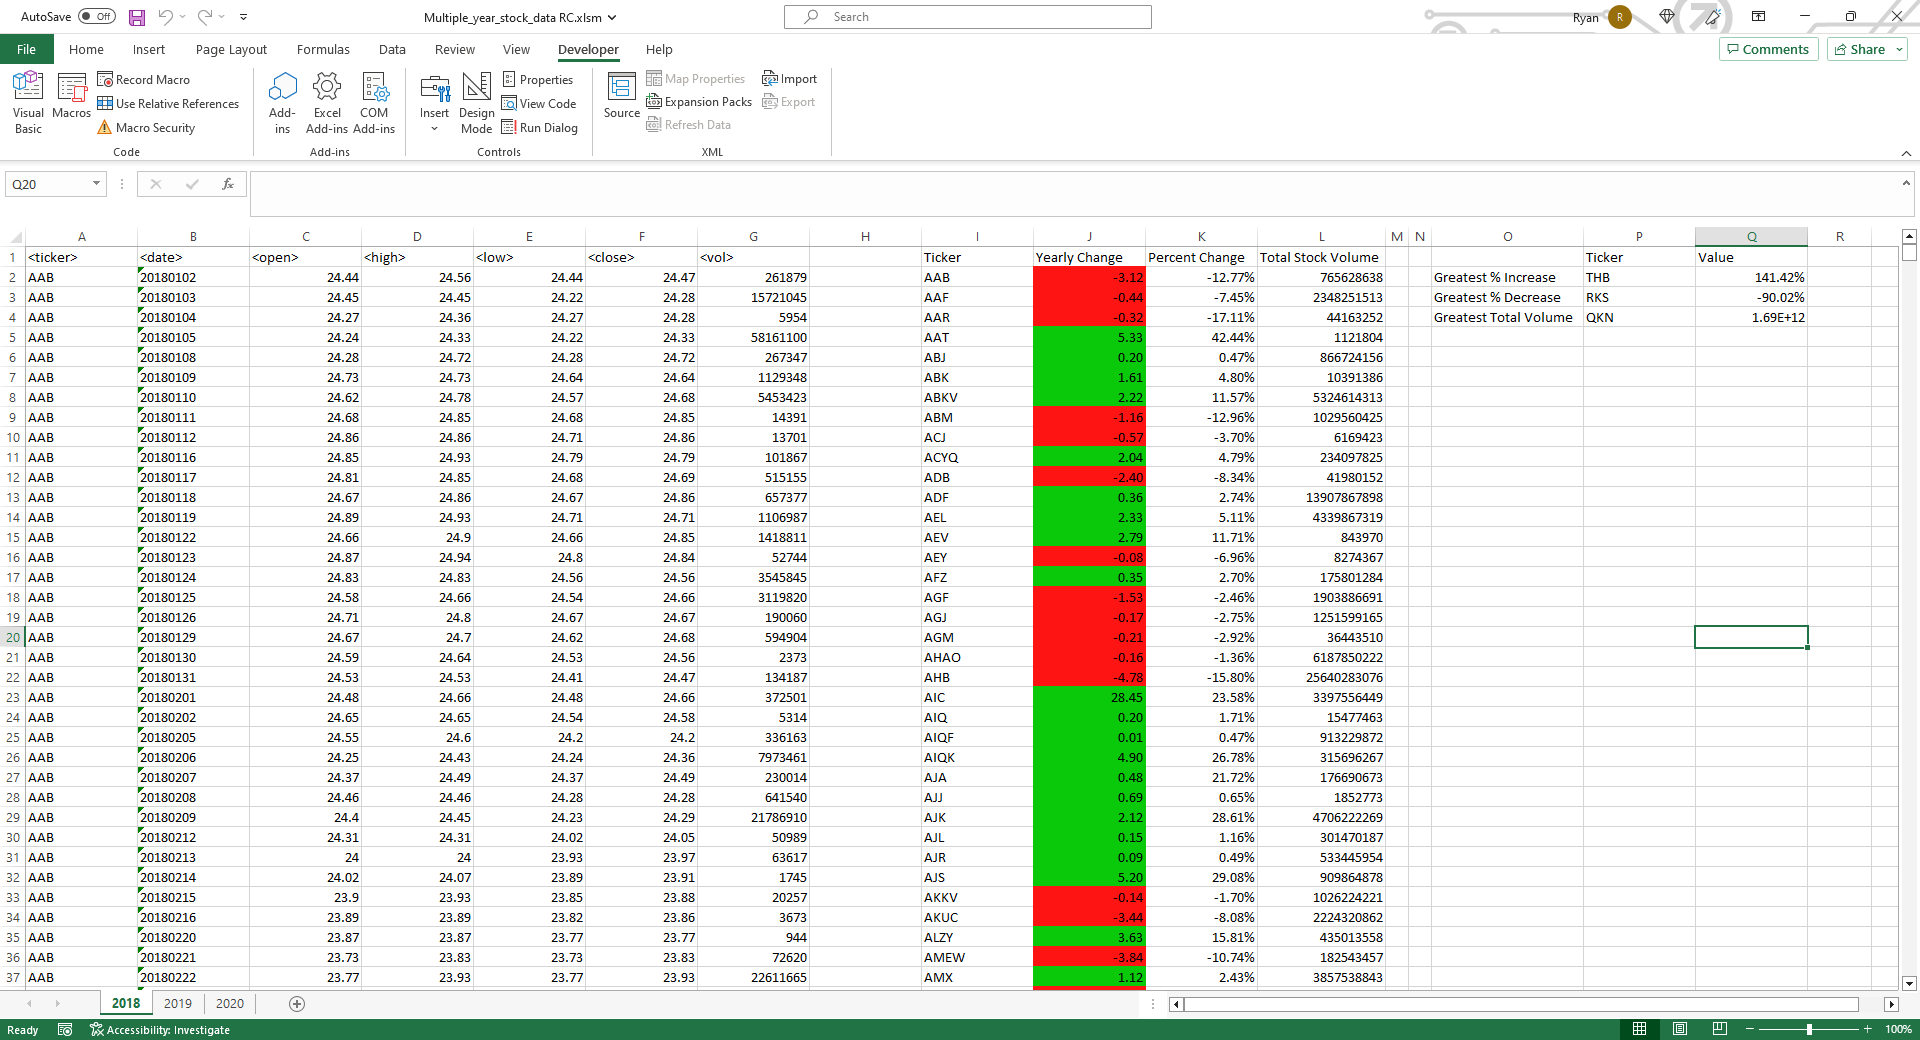 AutoSave Off Multiple_year_stock_data RC.xlsm Search Ryan R
File Home Insert Page Layout Formulas Data Review View Developer Help Comments Share
Visual Basic Macros Record Macro Use Relative References Macro Security Add-ins Excel Add-ins COM Add-ins Insert Design Mode Properties View Code Run Dialog Source Map Properties Expansion Packs Refresh Data Import Export
Code Add-ins Controls XML
Q20 fx
A B C D E F G H I J K L M N O P Q R
1 <ticker> <date> <open> <high> <low> <close> <vol> Ticker Yearly Change Percent Change Total Stock Volume Ticker Value
2 AAB 20180102 24.44 24.56 24.44 24.47 261879 AAB -3.12 -12.77% 765628638 Greatest % Increase THB 141.42%
3 AAB 20180103 24.45 24.45 24.22 24.28 15721045 AAF -0.44 -7.45% 2348251513 Greatest % Decrease RKS -90.02%
4 AAB 20180104 24.27 24.36 24.27 24.28 5954 AAR -0.32 -17.11% 44163252 Greatest Total Volume QKN 1.69E+12
5 AAB 20180105 24.24 24.33 24.22 24.33 58161100 AAT 5.33 42.44% 1121804
6 AAB 20180108 24.28 24.72 24.28 24.72 267347 ABJ 0.20 0.47% 866724156
7 AAB 20180109 24.73 24.73 24.64 24.64 1129348 ABK 1.61 4.80% 10391386
8 AAB 20180110 24.62 24.78 24.57 24.68 5453423 ABKV 2.22 11.57% 5324614313
9 AAB 20180111 24.68 24.85 24.68 24.85 14391 ABM -1.16 -12.96% 1029560425
10 AAB 20180112 24.86 24.86 24.71 24.86 13701 ACJ -0.57 -3.70% 6169423
11 AAB 20180116 24.85 24.93 24.79 24.79 101867 ACYQ 2.04 4.79% 234097825
12 AAB 20180117 24.81 24.85 24.68 24.69 515155 ADB -2.40 -8.34% 41980152
13 AAB 20180118 24.67 24.86 24.67 24.86 657377 ADF 0.36 2.74% 13907867898
14 AAB 20180119 24.89 24.93 24.71 24.71 1106987 AEL 2.33 5.11% 4339867319
15 AAB 20180122 24.66 24.9 24.66 24.85 1418811 AEV 2.79 11.71% 843970
16 AAB 20180123 24.87 24.94 24.8 24.84 52744 AEY -0.08 -6.96% 8274367
17 AAB 20180124 24.83 24.83 24.56 24.56 3545845 AFZ 0.35 2.70% 175801284
18 AAB 20180125 24.58 24.66 24.54 24.66 3119820 AGF -1.53 -2.46% 1903886691
19 AAB 20180126 24.71 24.8 24.67 24.67 190060 AGJ -0.17 -2.75% 1251599165
20 AAB 20180129 24.67 24.7 24.62 24.68 594904 AGM -0.21 -2.92% 36443510
21 AAB 20180130 24.59 24.64 24.53 24.56 2373 AHAO -0.16 -1.36% 6187850222
22 AAB 20180131 24.53 24.53 24.41 24.47 134187 AHB -4.78 -15.80% 25640283076
23 AAB 20180201 24.48 24.66 24.48 24.66 372501 AIC 28.45 23.58% 3397556449
24 AAB 20180202 24.65 24.65 24.54 24.58 5314 AIQ 0.20 1.71% 15477463
25 AAB 20180205 24.55 24.6 24.2 24.2 336163 AIQF 0.01 0.47% 913229872
26 AAB 20180206 24.25 24.43 24.24 24.36 7973461 AIQK 4.90 26.78% 315696267
27 AAB 20180207 24.37 24.49 24.37 24.49 230014 AJA 0.48 21.72% 176690673
28 AAB 20180208 24.46 24.46 24.28 24.28 641540 AJJ 0.69 0.65% 1852773
29 AAB 20180209 24.4 24.45 24.23 24.29 21786910 AJK 2.12 28.61% 4706222269
30 AAB 20180212 24.31 24.31 24.02 24.05 50989 AJL 0.15 1.16% 301470187
31 AAB 20180213 24 24 23.93 23.97 63617 AJR 0.09 0.49% 533445954
32 AAB 20180214 24.02 24.07 23.89 23.91 1745 AJS 5.20 29.08% 909864878
33 AAB 20180215 23.9 23.93 23.85 23.88 20257 AKKV -0.14 -1.70% 1026224221
34 AAB 20180216 23.89 23.89 23.82 23.86 3673 AKUC -3.44 -8.08% 2224320862
35 AAB 20180220 23.87 23.87 23.77 23.77 944 ALZY 3.63 15.81% 435013558
36 AAB 20180221 23.73 23.83 23.73 23.83 72620 AMEW -3.84 -10.74% 182543457
37 AAB 20180222 23.77 23.93 23.77 23.93 22611665 AMX 1.12 2.43% 3857538843
2018 2019 2020
Ready Accessibility: Investigate 100%